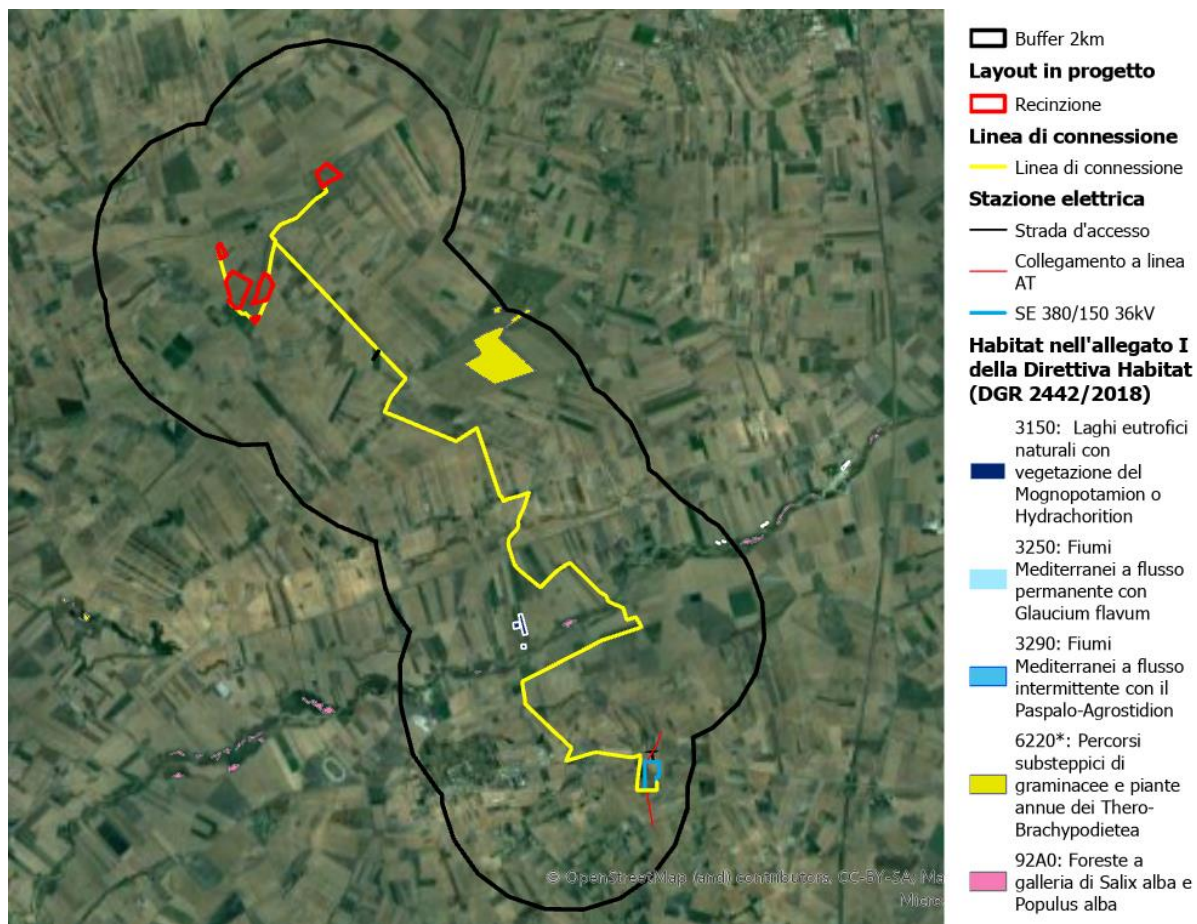 Buffer 2km
Layout in progetto
Recinzione
Linea di connessione
Linea di connessione
Stazione elettrica
Strada d'accesso
Collegamento a linea
AT
SE 380/150 36kV
Habitat nell'allegato I
della Direttiva Habitat
(DGR 2442/2018)
3150: Laghi eutrofici
naturali con
vegetazione del
Mognopotamion o
Hydrachorition
3250: Fiumi
Mediterranei a flusso
permanente con
Glaucium flavum
3290: Fiumi
Mediterranei a flusso
intermittente con il
Paspalo-Agrostidion
6220*: Percorsi
substeppici di
graminacee e piante
annue dei Thero-
Brachypodietea
92A0: Foreste a
galleria di Salix alba e
Populus alba
© OpenStreetMap (and) contributors, CC-BY-SA, Ma
Micro